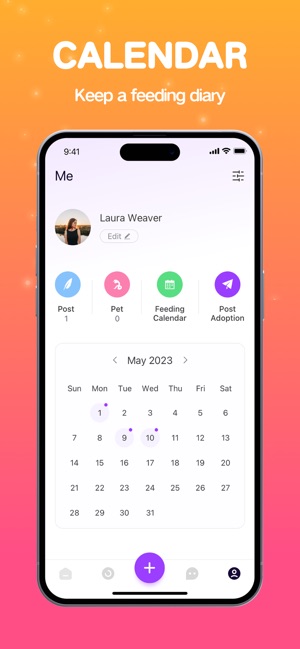 CALENDAR
Keep a feeding diary
9:41
Me
Laura Weaver
Edit
Post
1
Pet
0
Feeding
Calendar
Post
Adoption
May 2023
Sun Mon Tue Wed Thu Fri Sat
1 2 3 4 5 6
7 8 9 10 11 12 13
14 15 16 17 18 19 20
21 22 23 24 25 26 27
28 29 30 31